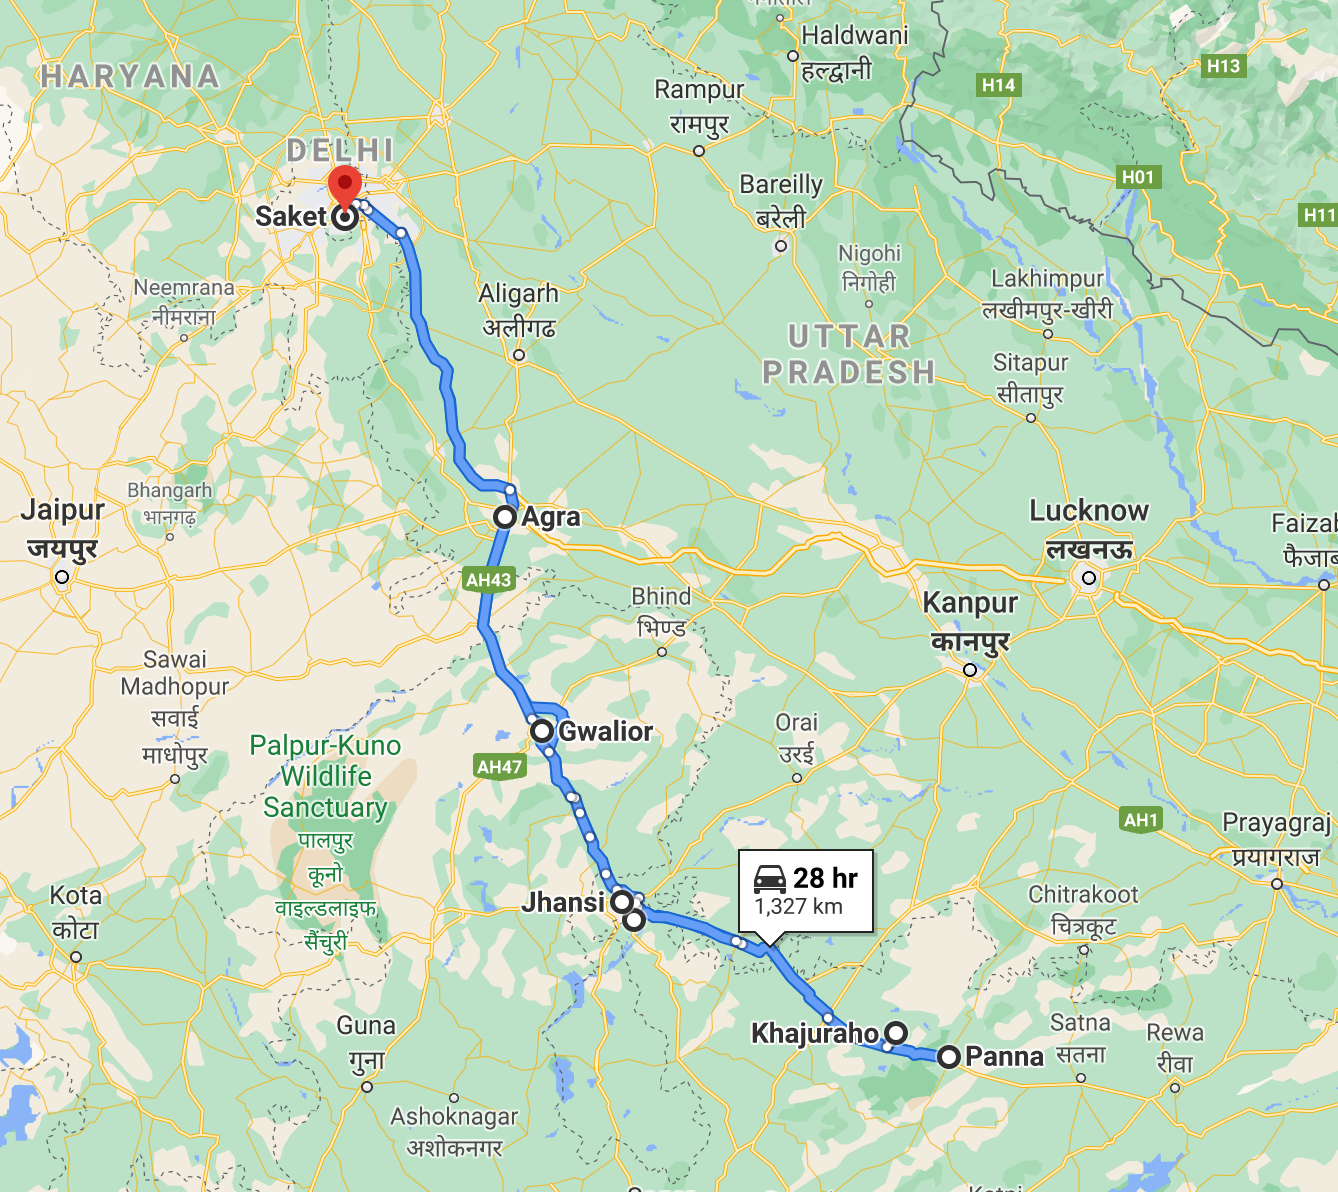 Haldwani
हल्द्वानी
H13
HARYANA
H14
Rampur
रामपुर
DELHI
H01
Bareilly
बरेली
Saket
H11
Nigohi
निगोही
Lakhimpur
लखीमपुर-खीरी
Neemrana
नीमराना
Aligarh
अलीगढ
UTTAR
PRADESH
Sitapur
सीतापुर
Bhangarh
भानगढ़
Jaipur
जयपुर
Agra
Lucknow
लखनऊ
फैजाब
AH43
Bhind
भिण्ड
Kanpur
कानपुर
Sawai
Madhopur
सवाई
माधोपुर
Orai
उरई
Gwalior
Palpur-Kuno
Wildlife
Sanctuary
पालपुर
कूनो
वाइल्डलाइफ
सैंचुरी
AH47
AH1
Prayagraj
प्रयागराज
28 hr
1,327 km
Kota
कोटा
Jhansi
Chitrakoot
चित्रकूट
Guna
गुना
Khajuraho
Panna
Satna
सतना
Rewa
रीवा
Ashoknagar
अशोकनगर